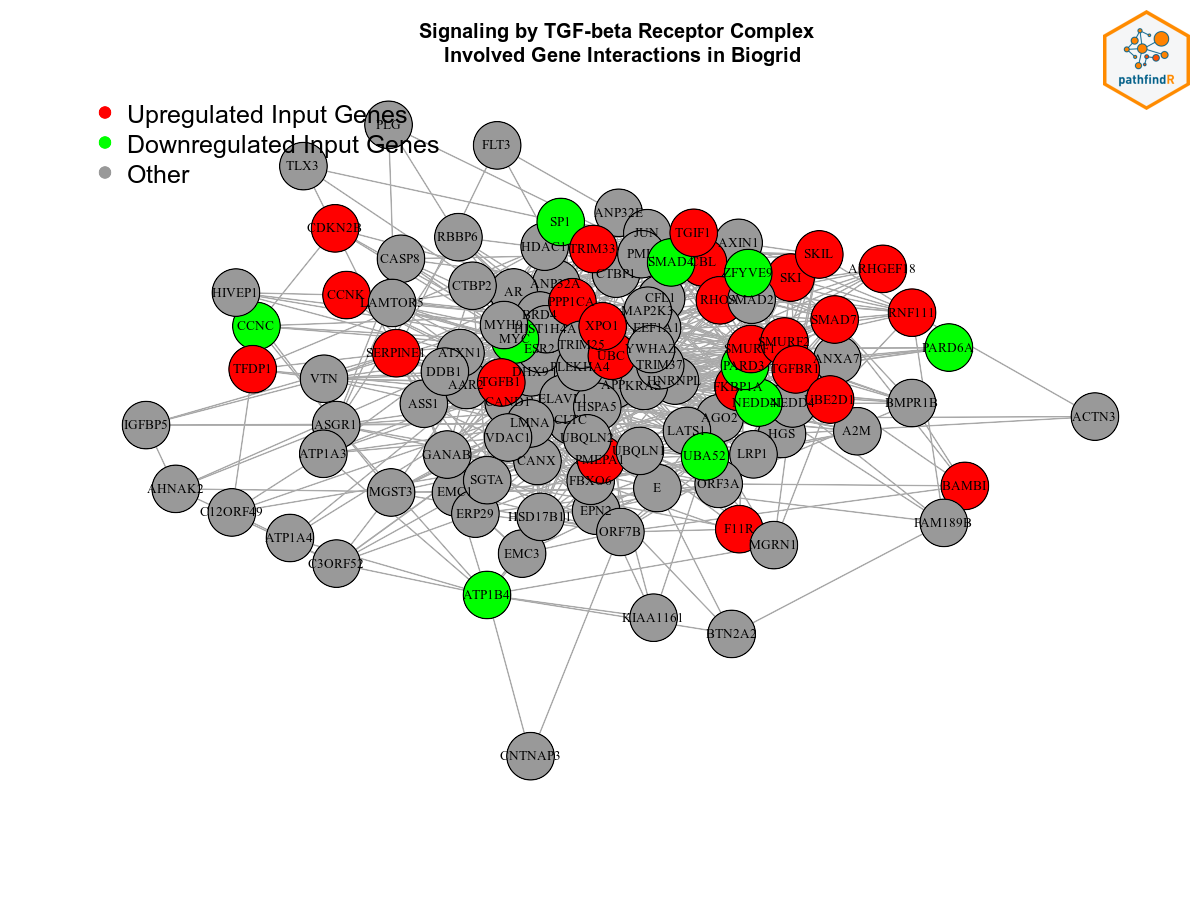 Signaling by TGF-beta Receptor Complex
Involved Gene Interactions in Biogrid
pathfindR
Upregulated Input Genes
Downregulated Input Genes
Other
PLG
FLT3
TLX3
CDKN2B
RBBP6
SP1
ANP32E
JUN
TGIF1
AXIN1
HDAC1
TRIM33
CASP8
SMAD4
CBL
ZFYVE9
SKI
SKIL
ARHGEF18
CTBP1
CTBP2
AR
ANP32A
HIVEP1
CCNK
LAMTOR5
PPP1CA
CFL1
SMAD2
MAP2K3
BRD4
CCNC
MYH9
HIST1H4A
XPO1
EEF1A1
SMAD7
RNF111
MYC
ESR2
TRIM25
YWHAZ
SMURF1
SMURF2
PARD6A
SERPINE1
ATXN1
UBC
TRIM37
PARD3
ANXA7
TFDP1
DDB1
DHX9
PLEKHA4
TGFBR1
VTN
AAR2
TGFB1
APP
KRAS
HNRNPL
FKBP1A
ASS1
CAND1
ELAVL1
HSPA5
NEDD4L
NEDD4
UBE2D1
BMPR1B
ACTN3
IGFBP5
ASGR1
LMNA
CLTC
AGO2
LATS1
HGS
A2M
VDAC1
UBQLN2
ATP1A3
GANAB
CANX
PMEPA1
UBQLN1
UBA52
LRP1
AHNAK2
MGST3
EMC1
SGTA
FBXO6
E
ORF3A
BAMBI
C12ORF49
ERP29
HSD17B11
EPN2
ORF7B
F11R
FAM189B
ATP1A4
MGRN1
C3ORF52
EMC3
ATP1B4
KIAA1161
BTN2A2
CNTNAP3